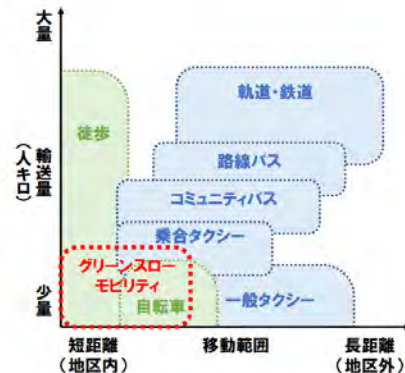 大量
軌道・鉄道
徒歩
路線バス
輸送量
（人キロ）
コミュニティバス
乗合タクシー
グリーンスロー
モビリティ
自転車
一般タクシー
少量
短距離
（地区内）
移動範囲
長距離
（地区外）